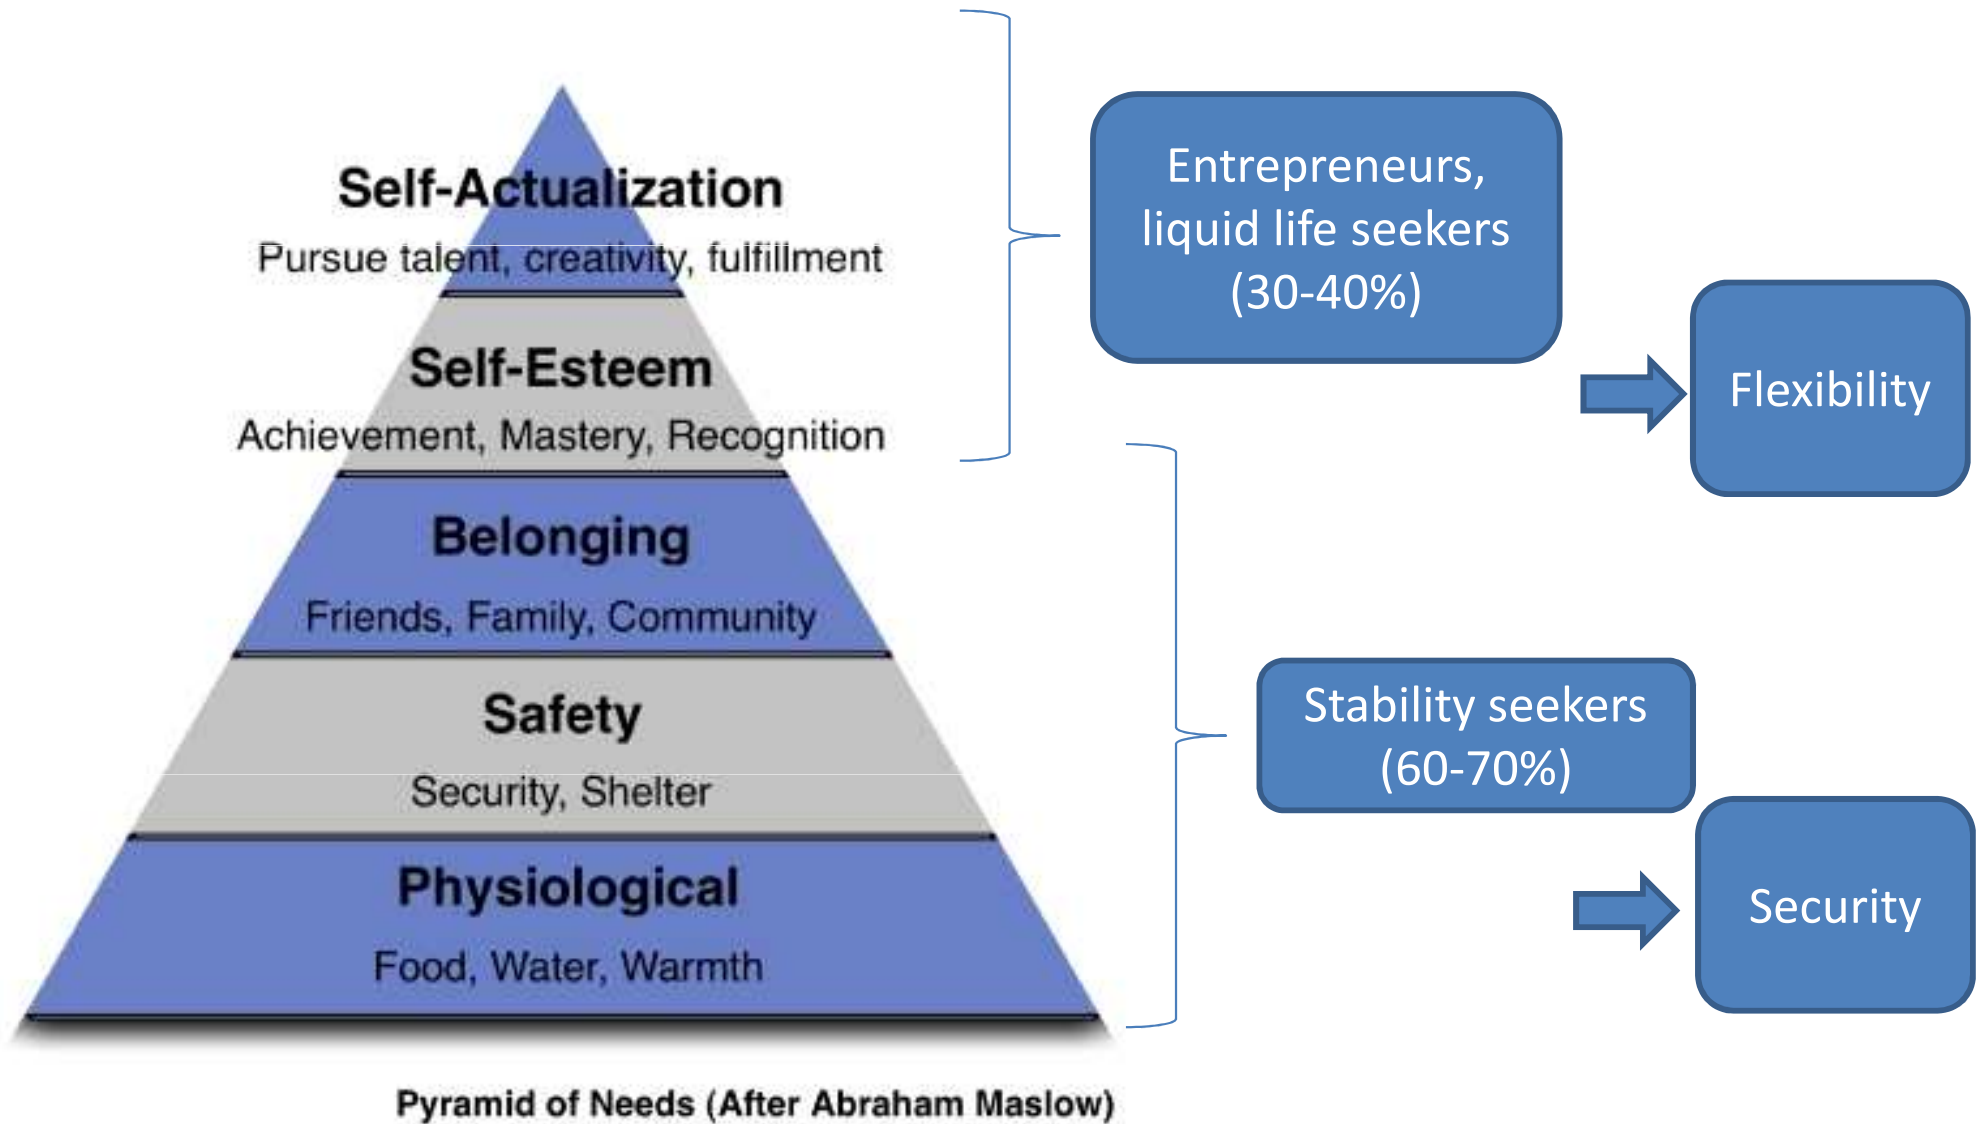 Self-Actualization
Pursue talent, creativity, fulfillment
Self-Esteem
Achievement, Mastery, Recognition
Belonging
Friends, Family, Community
Safety
Security, Shelter
Physiological
Food, Water, Warmth
Pyramid of Needs (After Abraham Maslow)
Entrepreneurs,
liquid life seekers
(30-40%)
Flexibility
Stability seekers
(60-70%)
Security